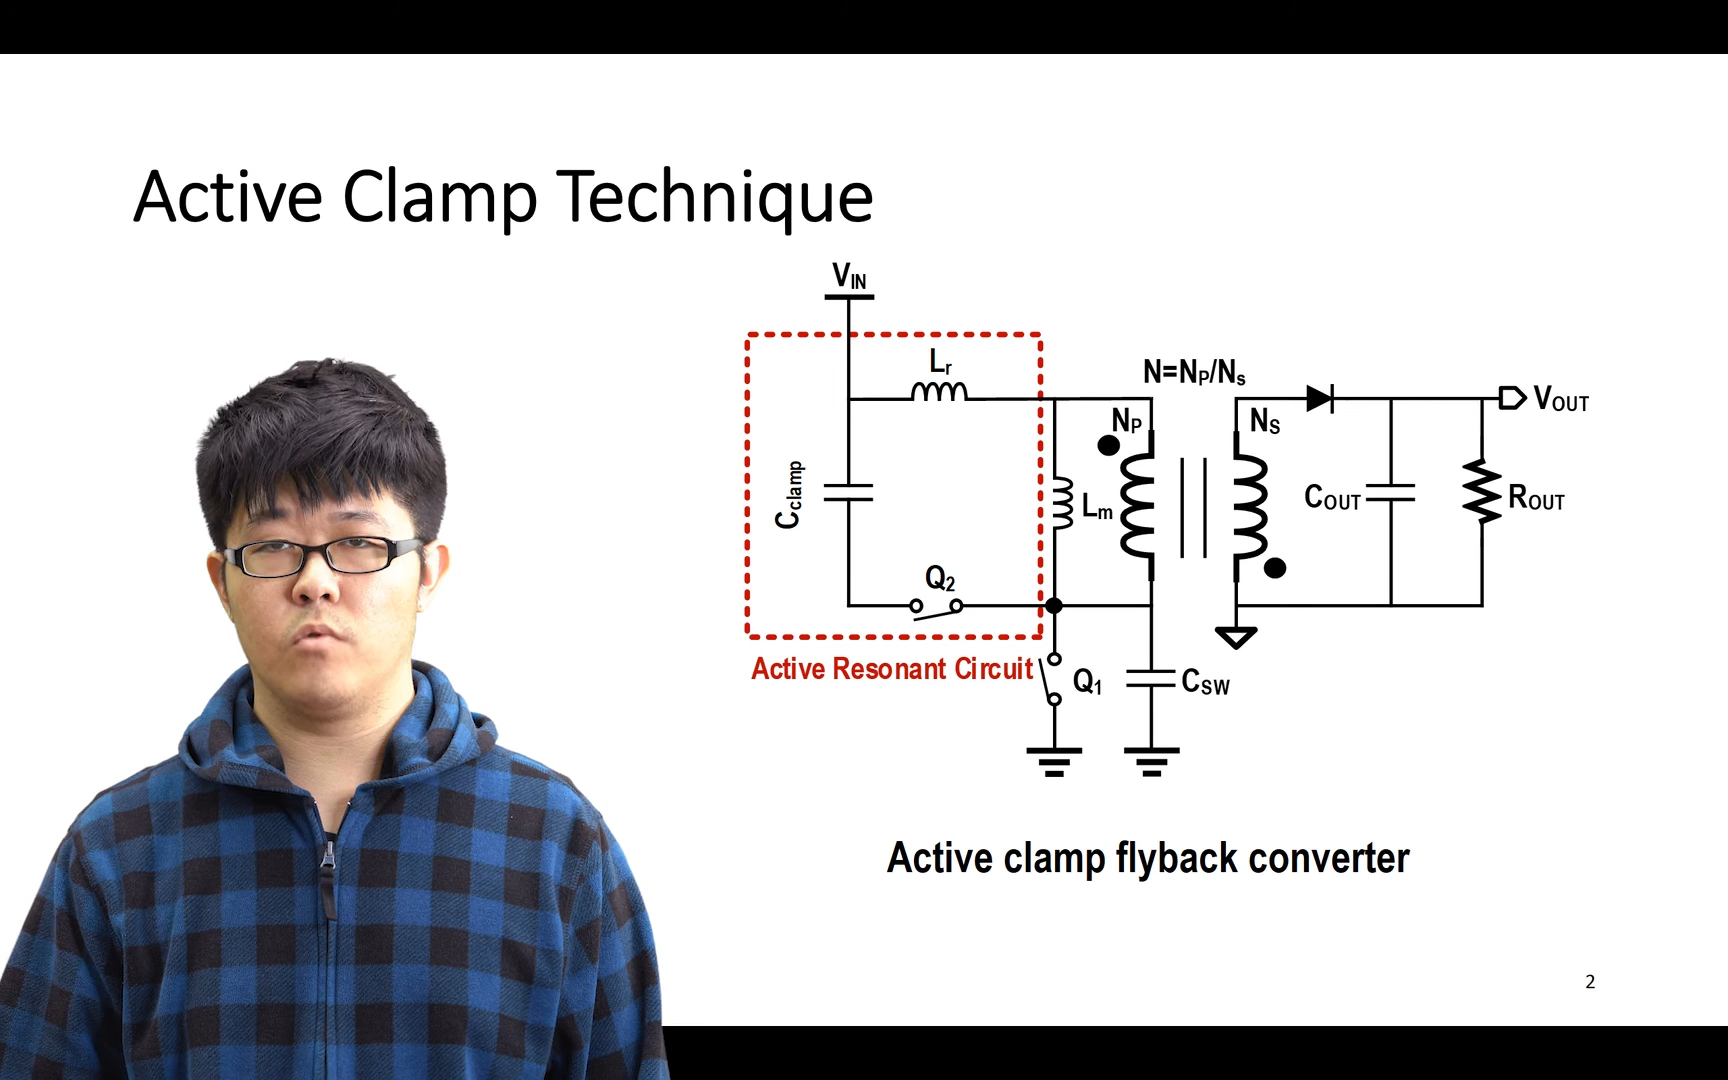 Active Clamp Technique
VIN
Lr
N=NP/Ns
NP
NS
VOUT
Cclamp
Lm
COUT
ROUT
Q2
Active Resonant Circuit
Q1
CSW
Active clamp flyback converter
2